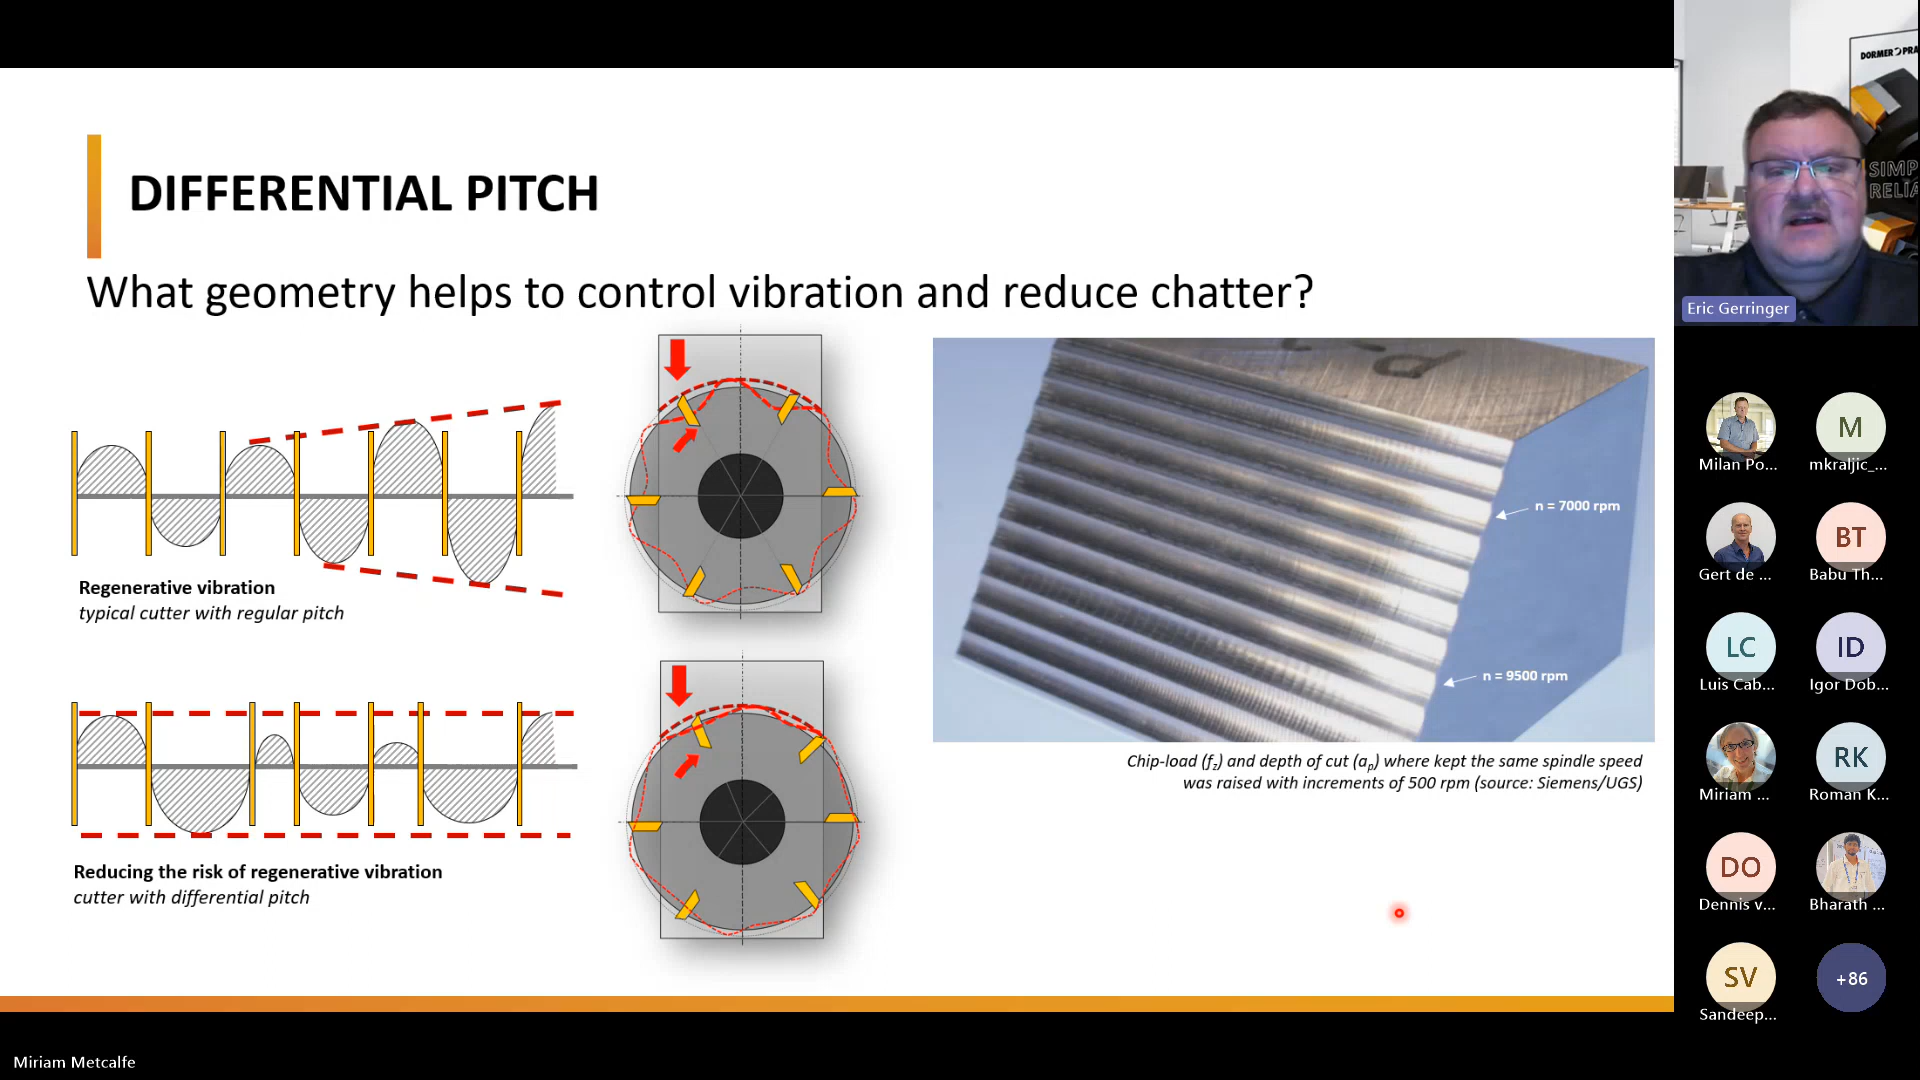 DIFFERENTIAL PITCH
What geometry helps to control vibration and reduce chatter?
Regenerative vibration
typical cutter with regular pitch
Reducing the risk of regenerative vibration
cutter with differential pitch
n = 7000 rpm
n = 9500 rpm
Chip-load (fz) and depth of cut (ap) where kept the same spindle speed
was raised with increments of 500 rpm (source: Siemens/UGS)
DORMER PRA
SIMP
RELIA
Eric Gerringer
Milan Po...
M
mkraljic_...
Gert de ...
BT
Babu Th...
LC
Luis Cab...
ID
Igor Dob...
Miriam ...
RK
Roman K...
DO
Dennis v...
Bharath ...
SV
Sandeep...
+86
Miriam Metcalfe